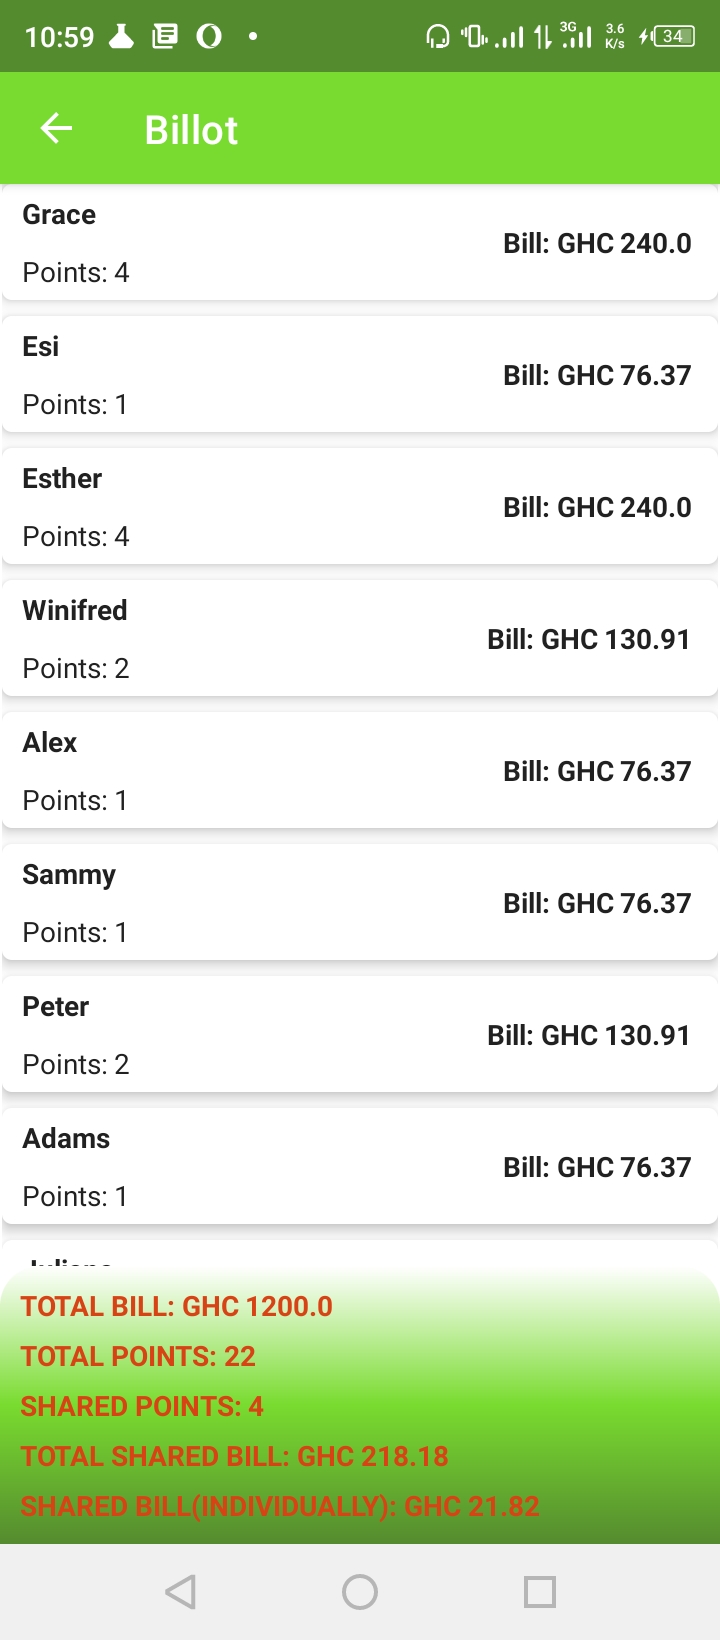 10:59
3G
3.6
K/s
34
Billot
Grace
Bill: GHC 240.0
Points: 4
Esi
Bill: GHC 76.37
Points: 1
Esther
Bill: GHC 240.0
Points: 4
Winifred
Bill: GHC 130.91
Points: 2
Alex
Bill: GHC 76.37
Points: 1
Sammy
Bill: GHC 76.37
Points: 1
Peter
Bill: GHC 130.91
Points: 2
Adams
Bill: GHC 76.37
Points: 1
TOTAL BILL: GHC 1200.0
TOTAL POINTS: 22
SHARED POINTS: 4
TOTAL SHARED BILL: GHC 218.18
SHARED BILL(INDIVIDUALLY): GHC 21.82